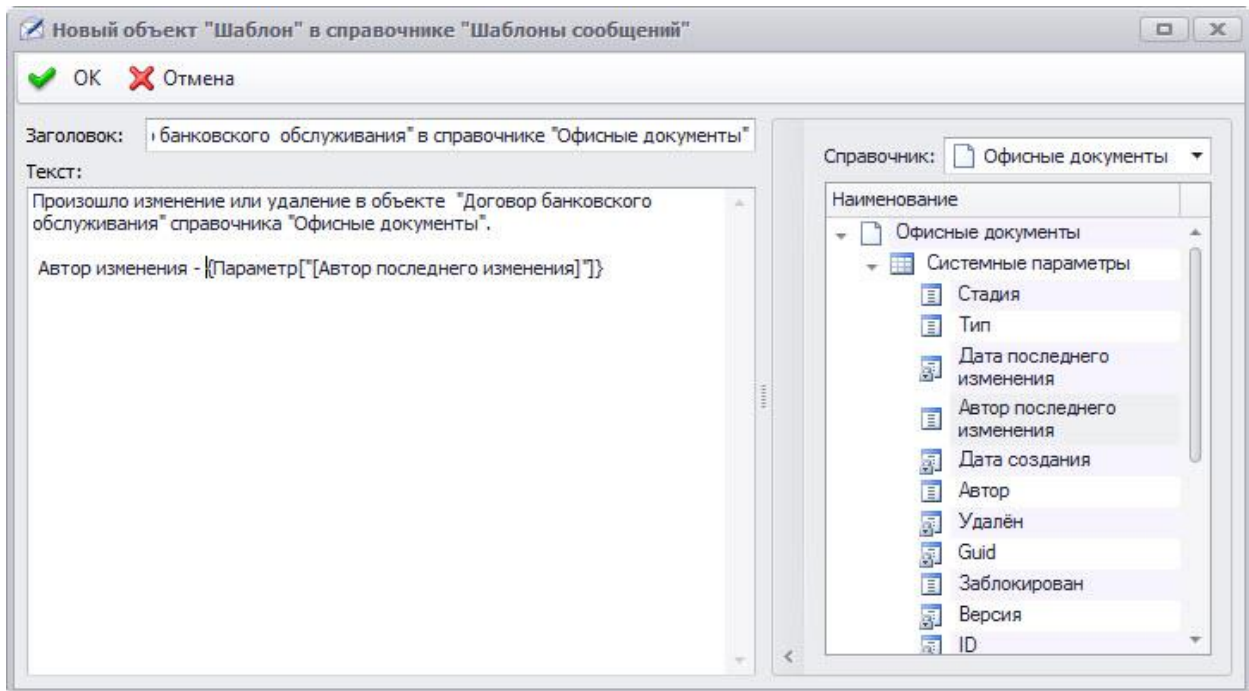 Новый объект "Шаблон" в справочнике "Шаблоны сообщений"
ОК Отмена
Заголовок: банковского обслуживания" в справочнике "Офисные документы"
Текст:
Произошло изменение или удаление в объекте "Договор банковского
обслуживания" справочника "Офисные документы".
Автор изменения - {Параметр["[Автор последнего изменения]"]}
Справочник: Офисные документы
Наименование
Офисные документы
Системные параметры
Стадия
Тип
Дата последнего
изменения
Автор последнего
изменения
Дата создания
Автор
Удалён
Guid
Заблокирован
Версия
ID